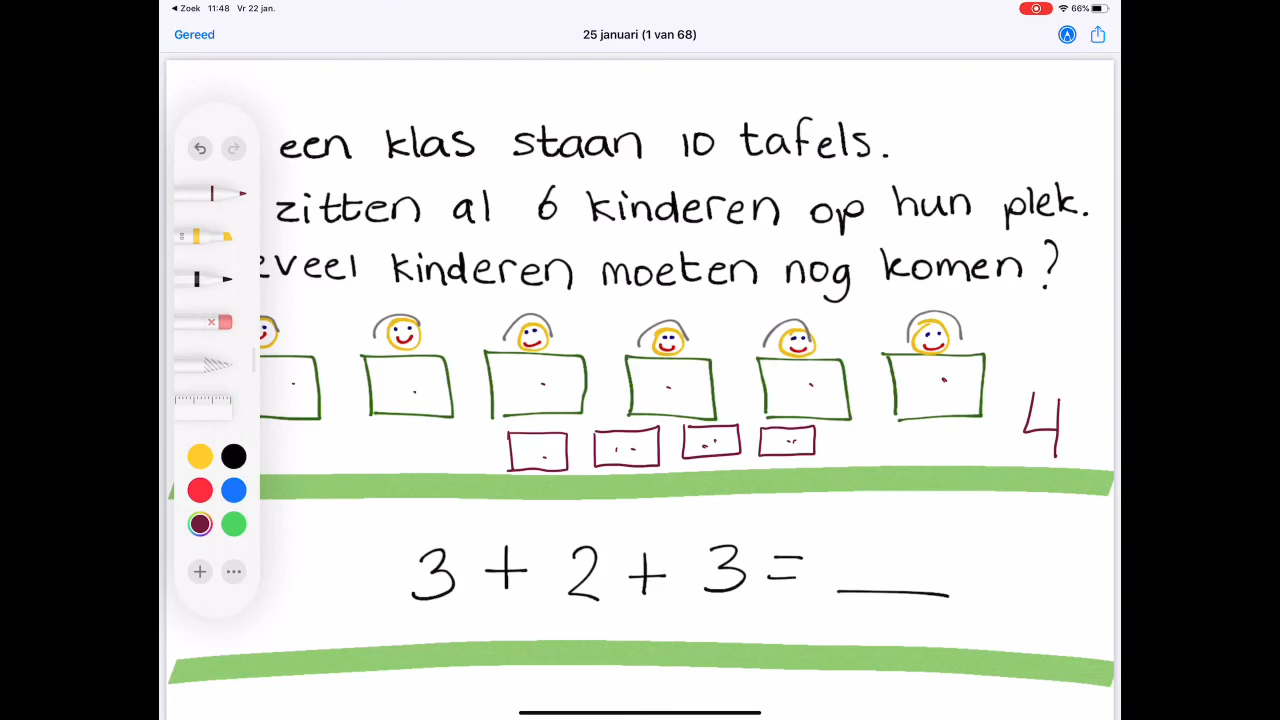 Zoek 11:48 Vr 22 jan. 66%
Gereed 25 januari (1 van 68)
een klas staan 10 tafels.
zitten al 6 kinderen op hun plek.
eveel kinderen moeten nog komen?
4
3 + 2 + 3 = ___